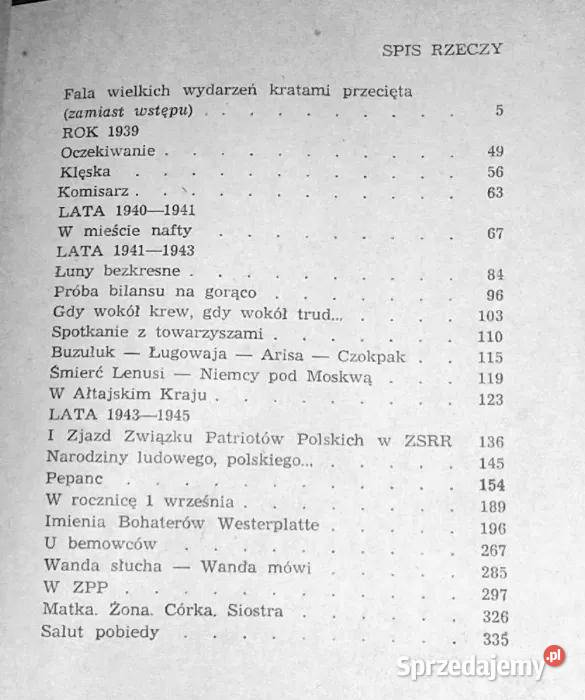 SPIS RZECZY
Fala wielkich wydarzeń kratami przecięta
(zamiast wstępu) . . . . . . . . . 5
ROK 1939
Oczekiwanie . . . . . . . . . . 49
Klęska . . . . . . . . . . 56
Komisarz . . . . . . . . . . . 63
LATA 1940—1941
W mieście nafty . . . . . . . . 67
LATA 1941—1943
Łuny bezkresne . . . . . . . . . 84
Próba bilansu na gorąco . . . . . . 96
Gdy wokół krew, gdy wokół trud... . . . . 103
Spotkanie z towarzyszami . . . . . . 110
Buzułuk — Ługowaja — Arisa — Czokpak . . 115
Śmierć Lenusi — Niemcy pod Moskwą . . . 119
W Ałtajskim Kraju . . . . . . . . 123
LATA 1943—1945
I Zjazd Związku Patriotów Polskich w ZSRR 136
Narodziny ludowego, polskiego... . . . . . 145
Pepanc . . . . . . . . . . 154
W rocznicę 1 września . . . . . . . 189
Imienia Bohaterów Westerplatte . . . . . 196
U bemowców . . . . . . . . 267
Wanda słucha — Wanda mówi . . . . . 285
W ZPP . . . . . . . . . . 297
Matka. Żona. Córka. Siostra . . . . . 326
Salut pobiedy . . . . . . . . 335
Sprzedajemy.pl